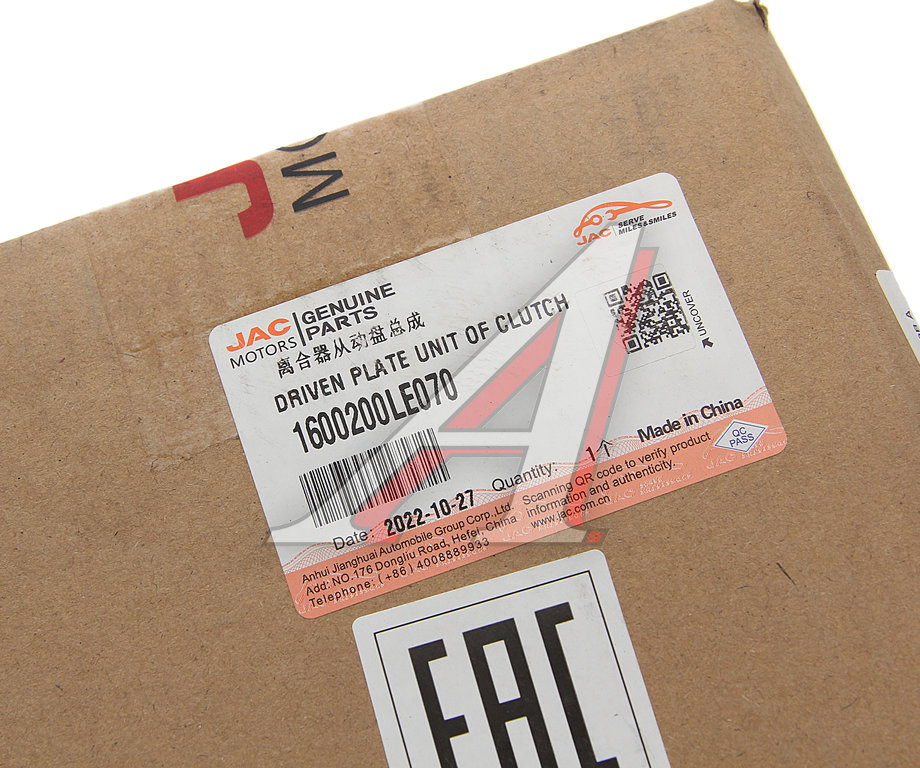 J
MO
JAC
SERVE
MILES&SMILES
JAC
MOTORS
GENUINE
PARTS
离合器从动盘总成
DRIVEN PLATE UNIT OF CLUTCH
1600200LE070
UNCOVER
Date: 2022-10-27 Quantity: 1个 Made in China
QC
PASS
Scanning QR code to verify product
information and authenticity.
www.jac.com.cn
Anhui Jianghuai Automobile Group Corp.,Ltd.
Add: NO.176 Dongliu Road, Hefei, China
Telephone: (+86) 4008889933
EAC